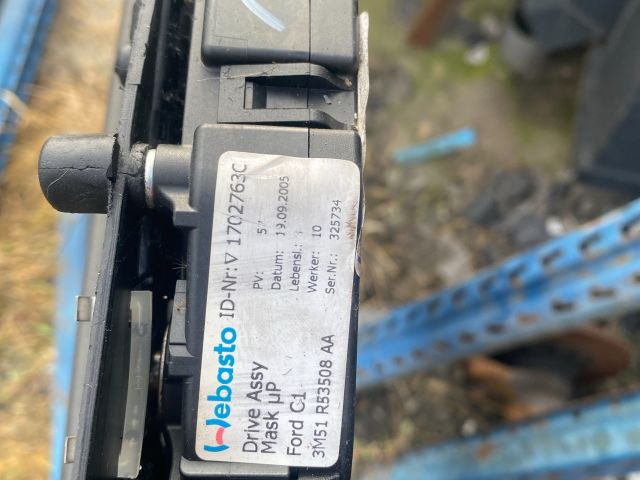 Webasto ID-Nr:∇ 1702763C
Drive Assy
Mask µP
Ford C1
3M51 R53508 AA
PV: 5
Datum: 19.09.2005
Lebensl.:
Werker: 10
Ser.Nr.: 325734